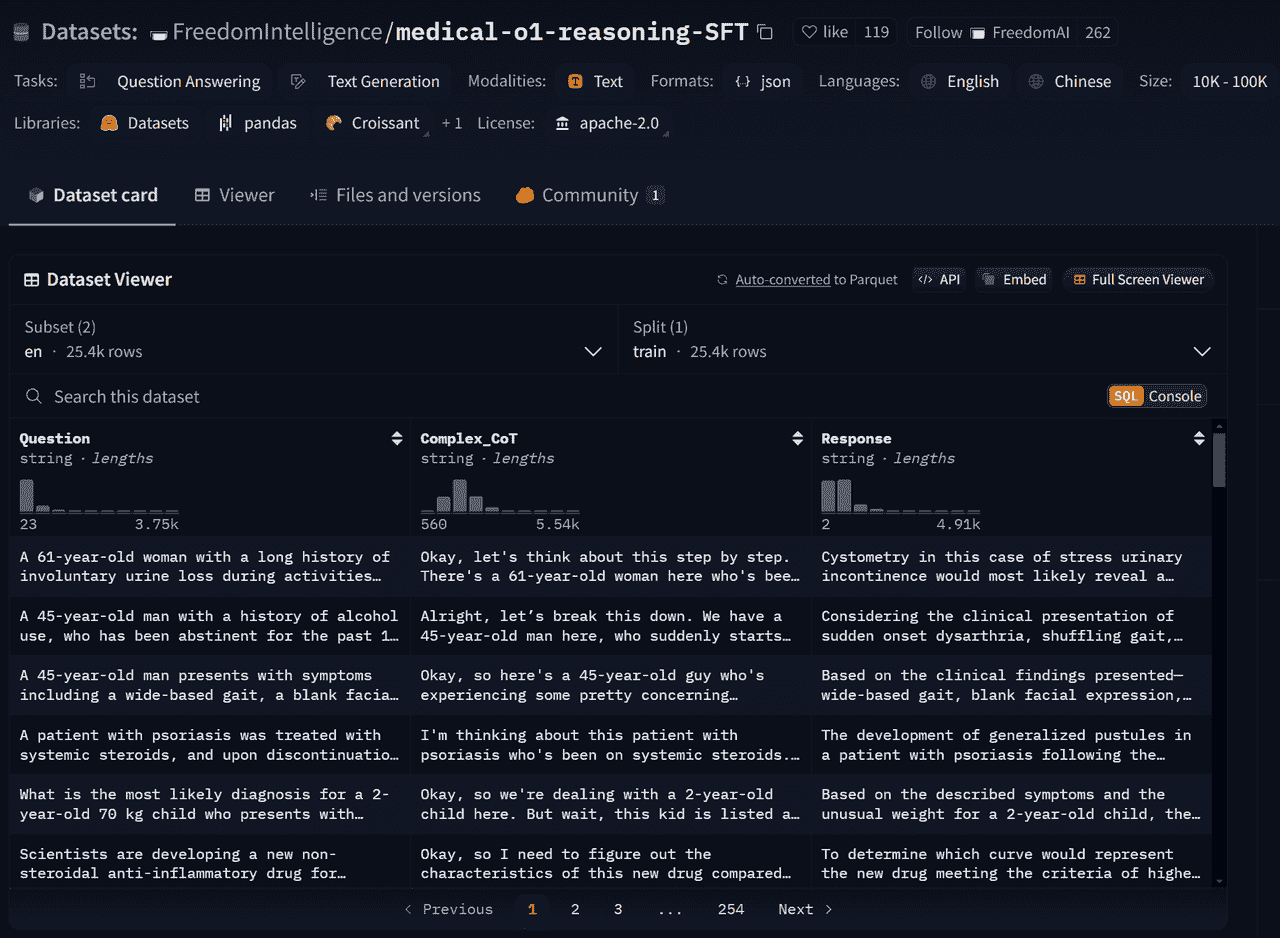 Datasets: FreedomIntelligence/medical-o1-reasoning-SFT like 119 Follow FreedomAI 262
Tasks: Question Answering Text Generation Modalities: Text Formats: json Languages: English Chinese Size: 10K - 100K
Libraries: Datasets pandas Croissant + 1 License: apache-2.0
Dataset card Viewer Files and versions Community 1
Dataset Viewer Auto-converted to Parquet API Embed Full Screen Viewer
Subset (2) Split (1)
en · 25.4k rows train · 25.4k rows
Search this dataset SQL Console
Question Complex_CoT Response
string · lengths string · lengths string · lengths
23 3.75k 560 5.54k 2 4.91k
A 61-year-old woman with a long history of Okay, let's think about this step by step. Cystometry in this case of stress urinary
involuntary urine loss during activities… There's a 61-year-old woman here who's bee… incontinence would most likely reveal a…
A 45-year-old man with a history of alcohol Alright, let’s break this down. We have a Considering the clinical presentation of
use, who has been abstinent for the past 1… 45-year-old man here, who suddenly starts… sudden onset dysarthria, shuffling gait,…
A 45-year-old man presents with symptoms Okay, so here's a 45-year-old guy who's Based on the clinical findings presented—
including a wide-based gait, a blank facia… experiencing some pretty concerning… wide-based gait, blank facial expression,…
A patient with psoriasis was treated with I'm thinking about this patient with The development of generalized pustules in
systemic steroids, and upon discontinuatio… psoriasis who's been on systemic steroids.… a patient with psoriasis following the…
What is the most likely diagnosis for a 2- Okay, so we're dealing with a 2-year-old Based on the described symptoms and the
year-old 70 kg child who presents with… child here. But wait, this kid is listed a… unusual weight for a 2-year-old child, the…
Scientists are developing a new non- Okay, so I need to figure out the To determine which curve would represent
steroidal anti-inflammatory drug for… characteristics of this new drug compared… the new drug meeting the criteria of highe…
< Previous 1 2 3 ... 254 Next >